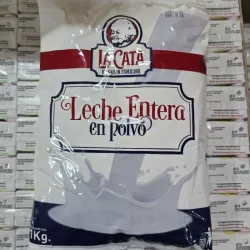 LA CATA
Leche Entera
en Polvo
1Kg.